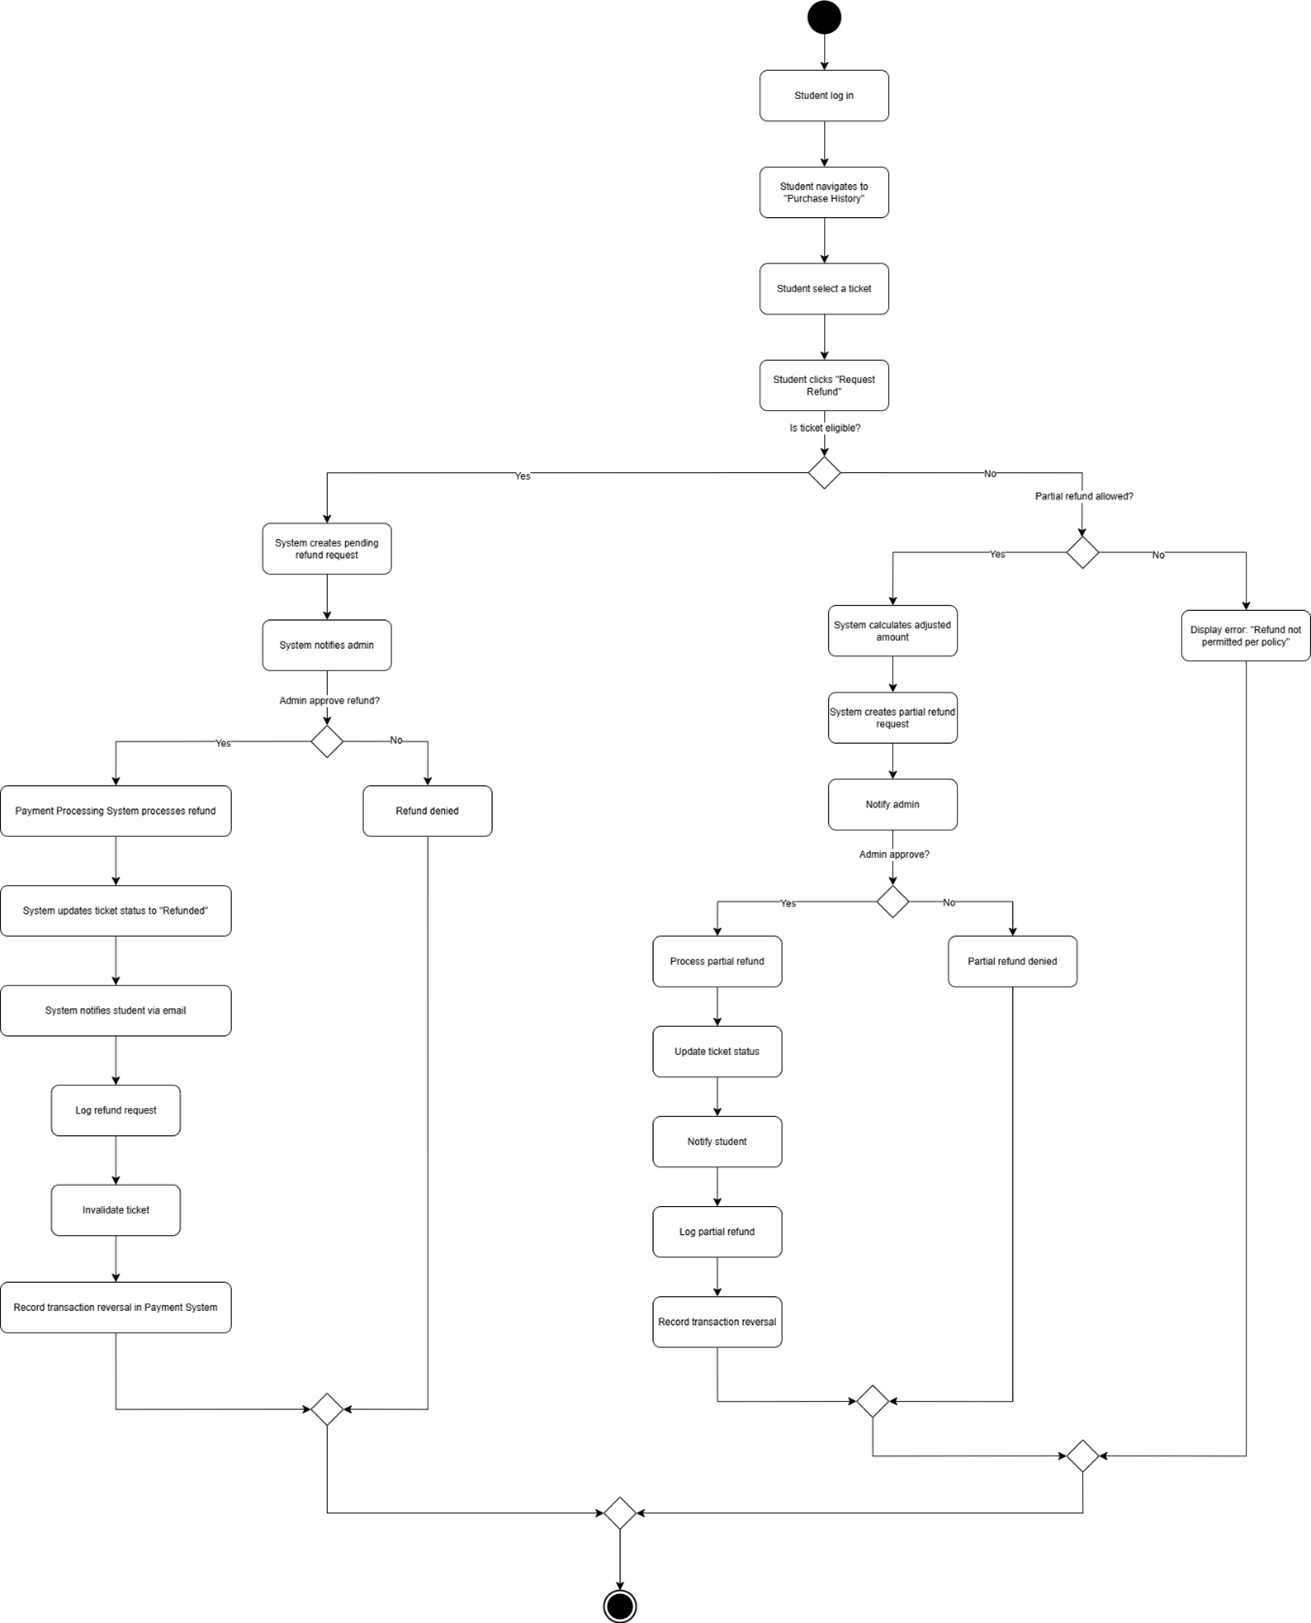 Student log in
Student navigates to
"Purchase History"
Student select a ticket
Student clicks "Request
Refund"
Is ticket eligible?
Yes
No
Partial refund allowed?
System creates pending
refund request
System notifies admin
Admin approve refund?
Yes
No
Payment Processing System processes refund
Refund denied
System updates ticket status to "Refunded"
System notifies student via email
Log refund request
Invalidate ticket
Record transaction reversal in Payment System
Yes
No
System calculates adjusted
amount
Display error: "Refund not
permitted per policy"
System creates partial refund
request
Notify admin
Admin approve?
Yes
No
Process partial refund
Partial refund denied
Update ticket status
Notify student
Log partial refund
Record transaction reversal